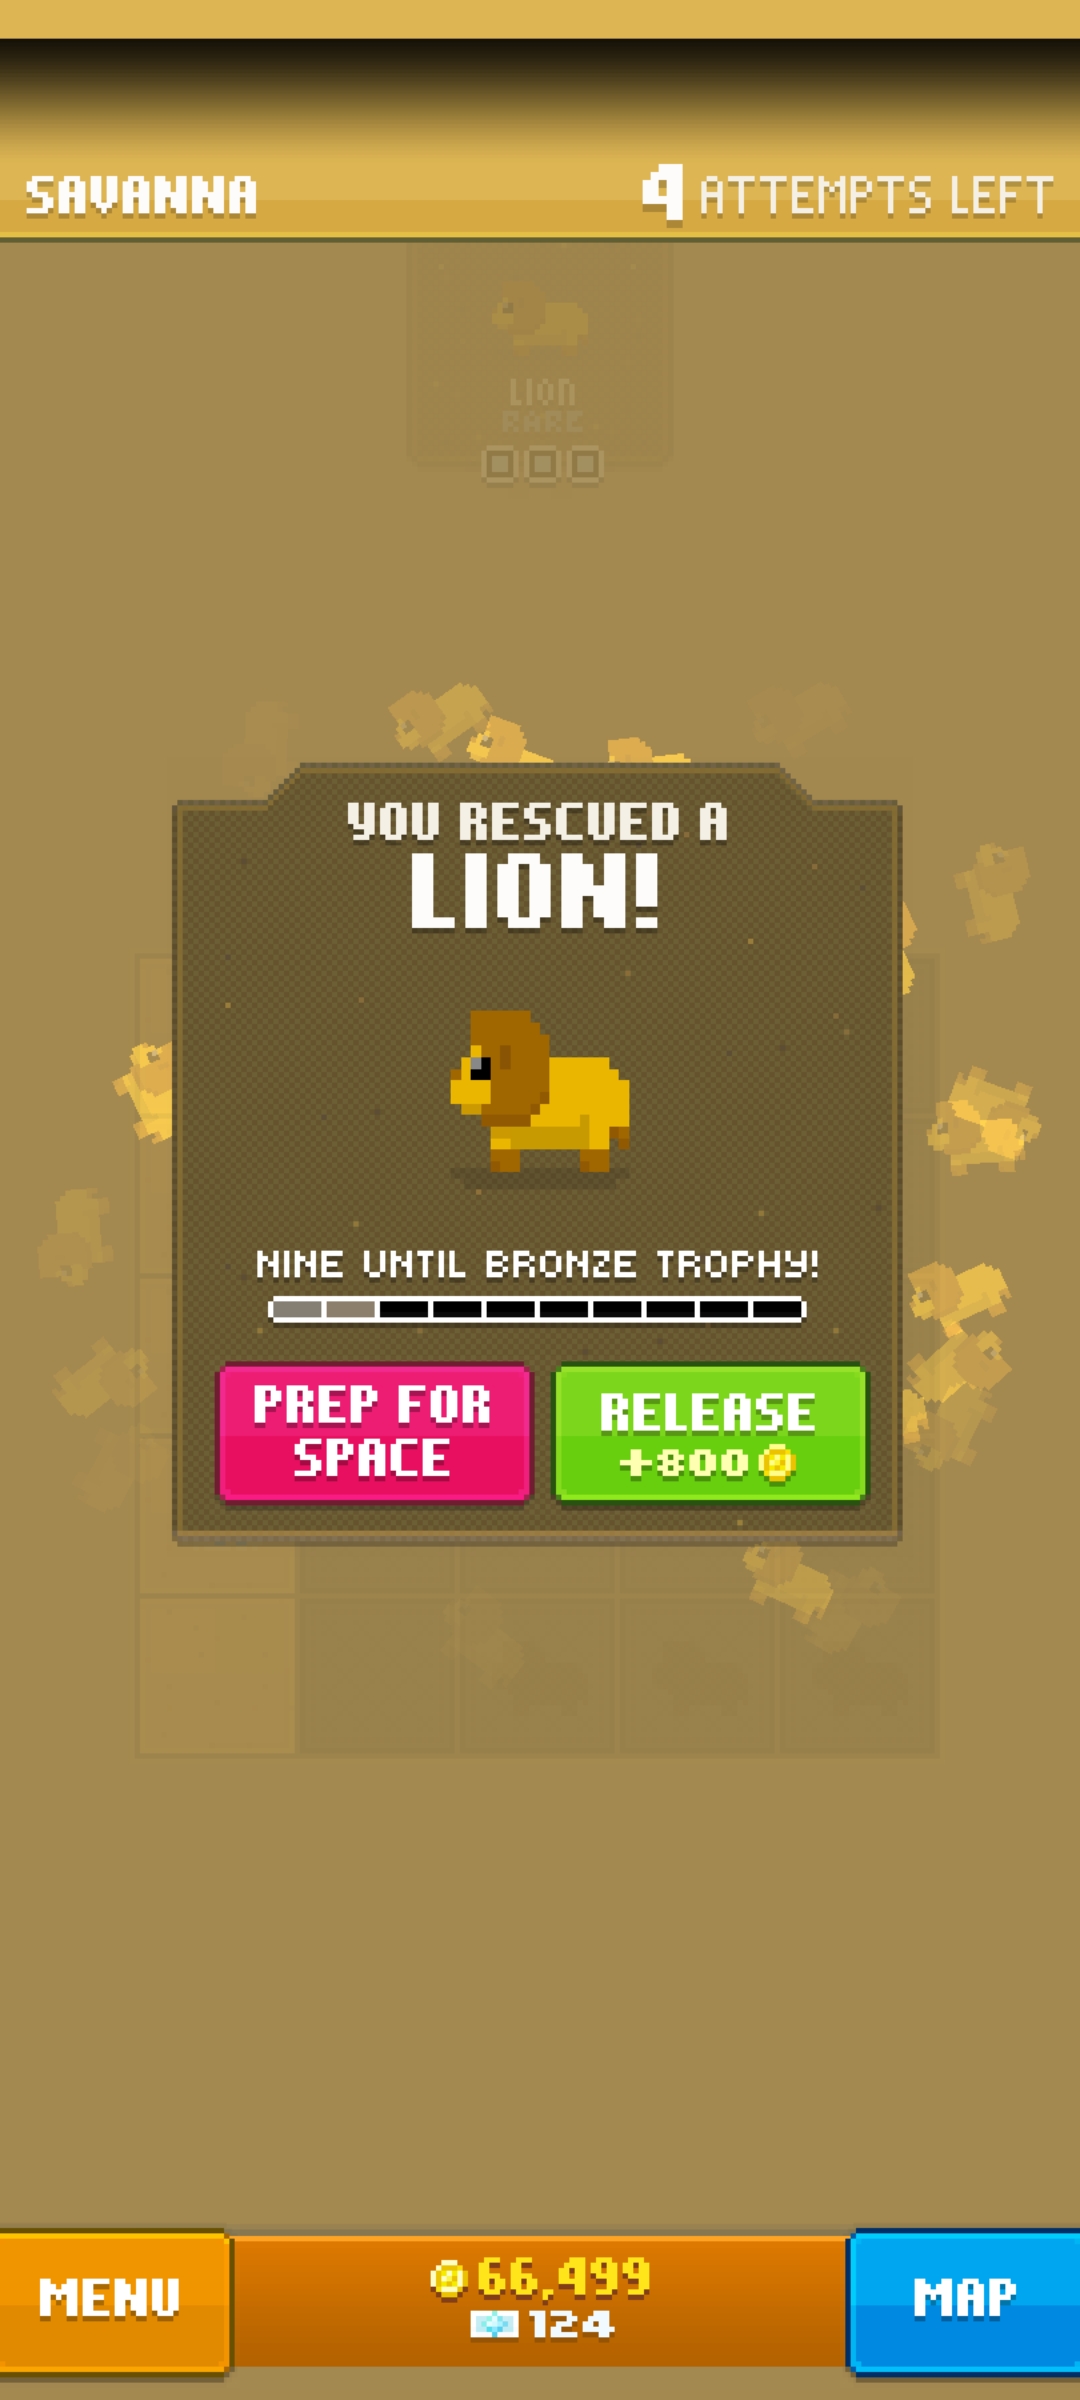 SAVANNA
4 ATTEMPTS LEFT
LION
RARE
YOU RESCUED A
LION!
NINE UNTIL BRONZE TROPHY!
PREP FOR
SPACE
RELEASE
+800
66,499
124
MENU
MAP